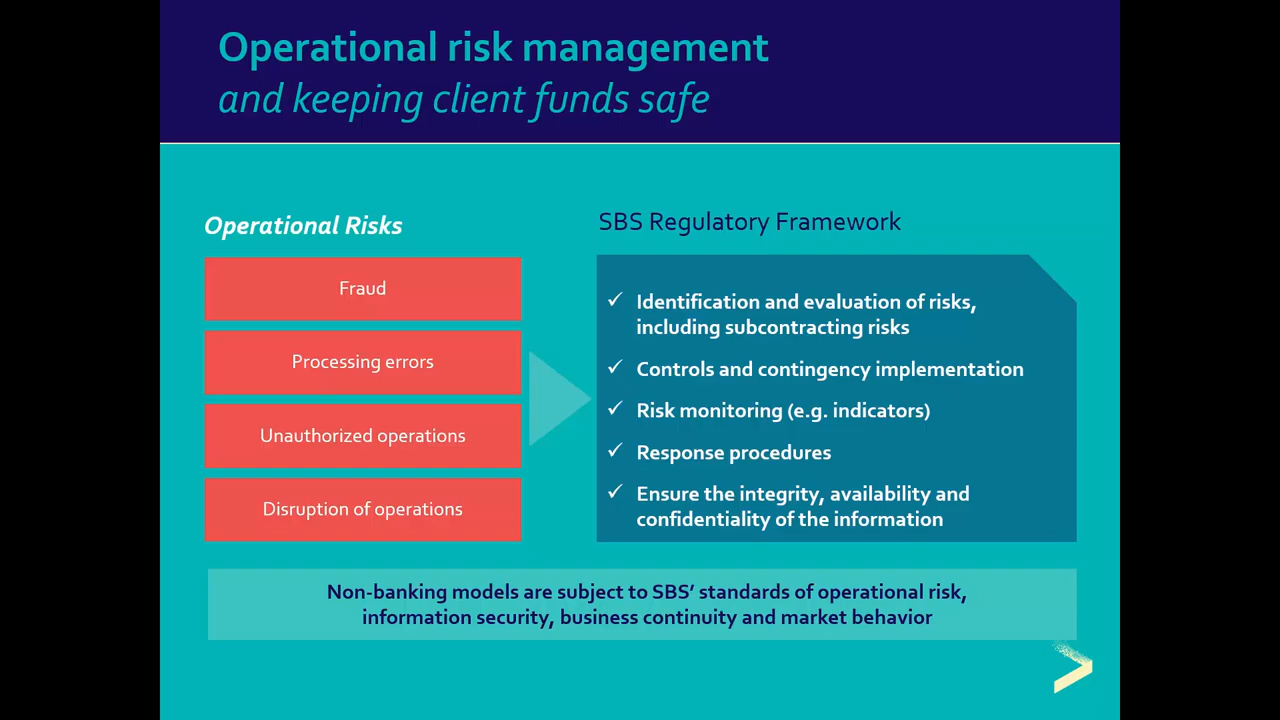 Operational risk management
and keeping client funds safe
Operational Risks
Fraud
Processing errors
Unauthorized operations
Disruption of operations
SBS Regulatory Framework
✓ Identification and evaluation of risks,
including subcontracting risks
✓ Controls and contingency implementation
✓ Risk monitoring (e.g. indicators)
✓ Response procedures
✓ Ensure the integrity, availability and
confidentiality of the information
Non-banking models are subject to SBS’ standards of operational risk,
information security, business continuity and market behavior